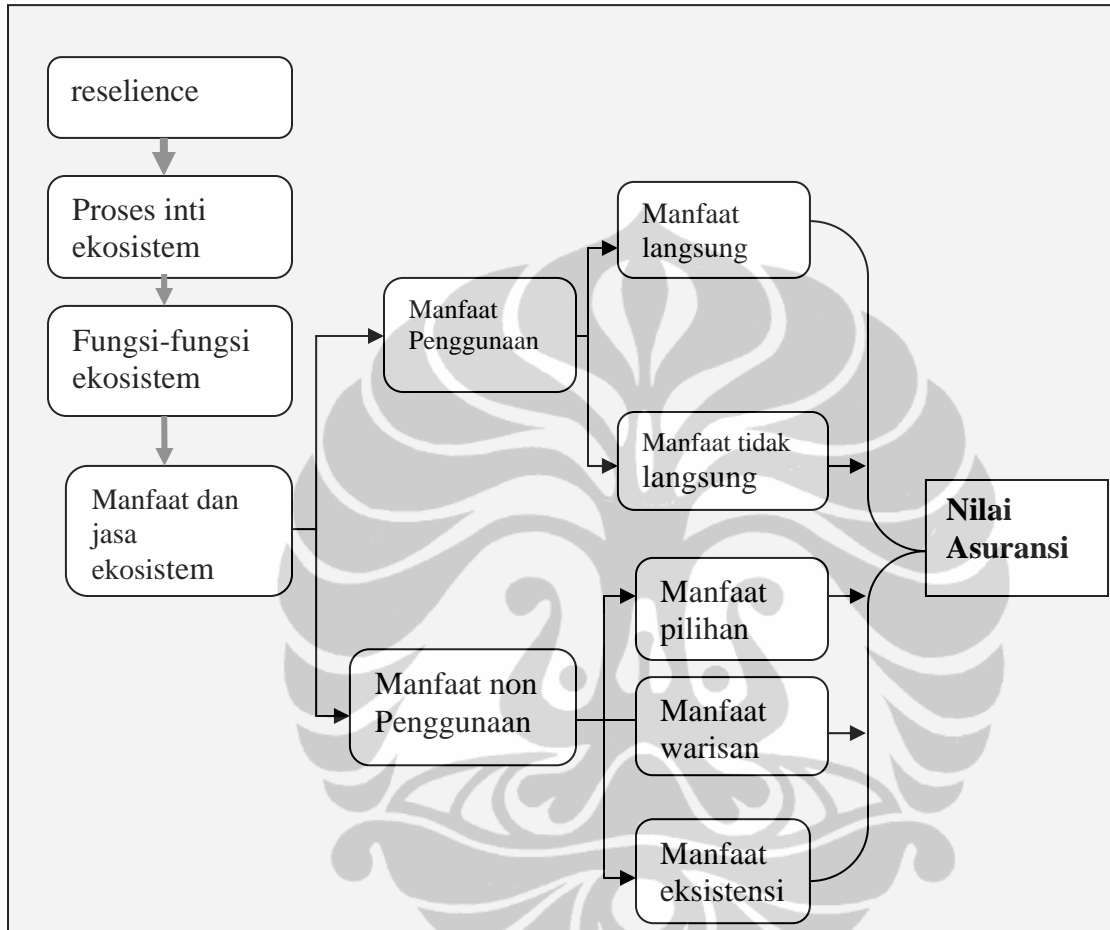 reselience
Proses inti
ekosistem
Fungsi-fungsi
ekosistem
Manfaat dan
jasa
ekosistem
Manfaat
Penggunaan
Manfaat non
Penggunaan
Manfaat
langsung
Manfaat tidak
langsung
Manfaat
pilihan
Manfaat
warisan
Manfaat
eksistensi
Nilai
Asuransi